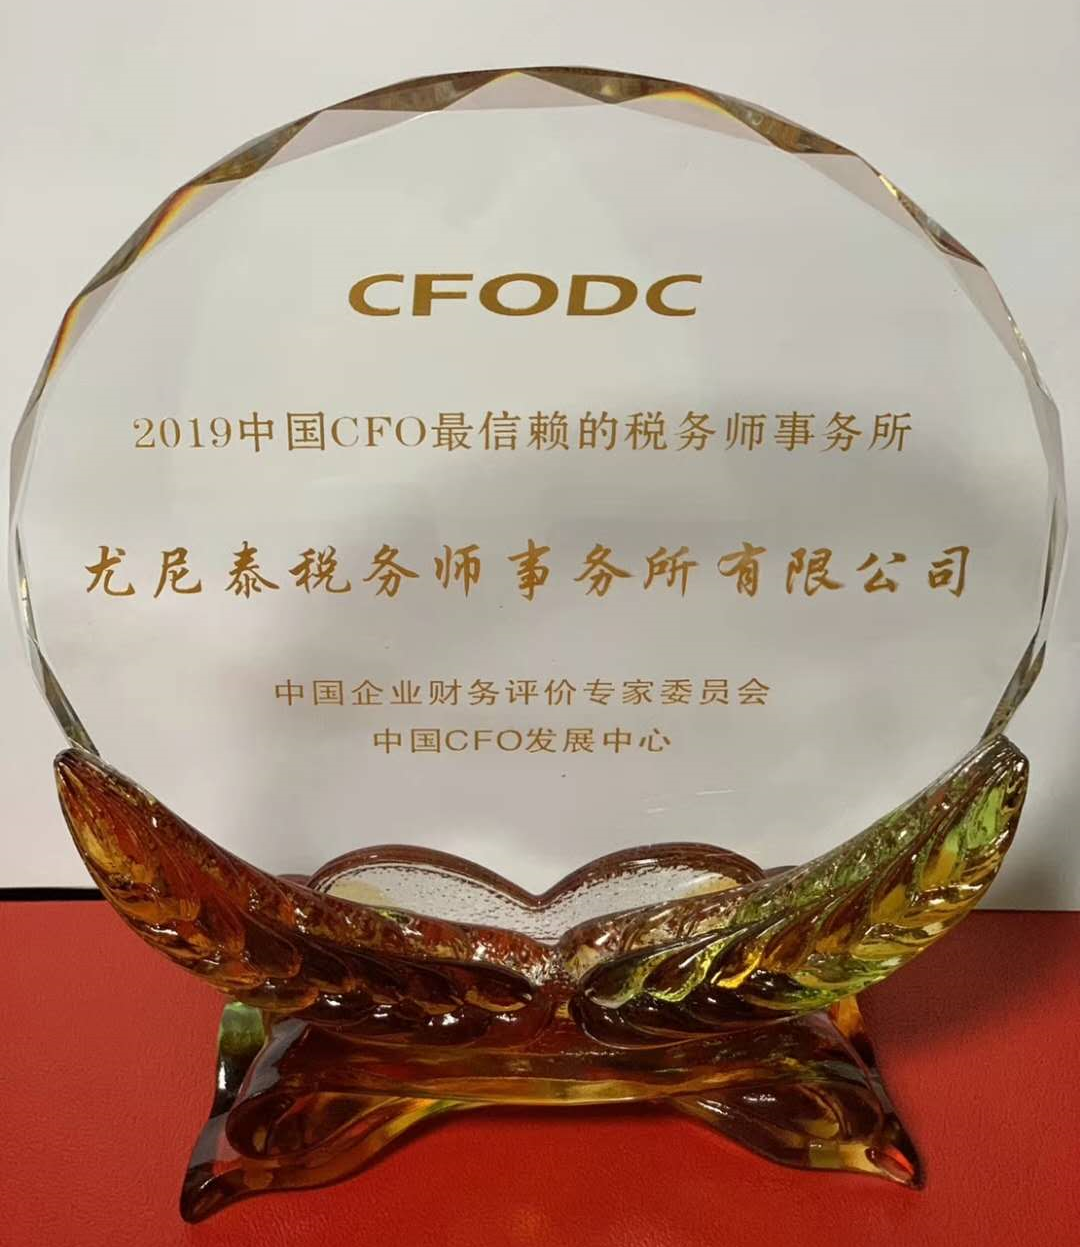 CFODC
2019中国CFO最信赖的税务师事务所
尤尼泰税务师事务所有限公司
中国企业财务评价专家委员会
中国CFO发展中心